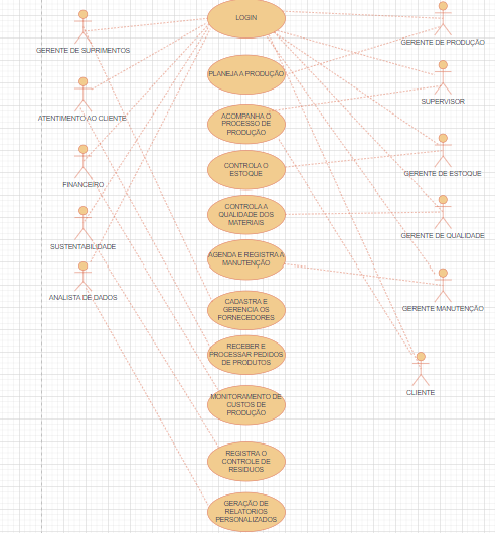 LOGIN
GERENTE DE SUPRIMENTOS
GERENTE DE PRODUÇÃO
PLANEJA A PRODUÇÃO
SUPERVISOR
ATENTIMENTO AO CLIENTE
ACOMPANHA O
PROCESSO DE
PRODUÇÃO
CONTROLA O
ESTOQUE
GERENTE DE ESTOQUE
FINANCEIRO
CONTROLA A
QUALIDADE DOS
MATERIAIS
GERENTE DE QUALIDADE
SUSTENTABILIDADE
AGENDA E REGISTRA A
MANUTENÇÃO
ANALISTA DE DADOS
CADASTRA E
GERENCIA OS
FORNECEDORES
GERENTE MANUTENÇÃO
RECEBER E
PROCESSAR PEDIDOS
DE PRODUTOS
CLIENTE
MONITORAMENTO DE
CUSTOS DE
PRODUÇÃO
REGISTRA O
CONTROLE DE
RESIDUOS
GERAÇÃO DE
RELATORIOS
PERSONALIZADOS